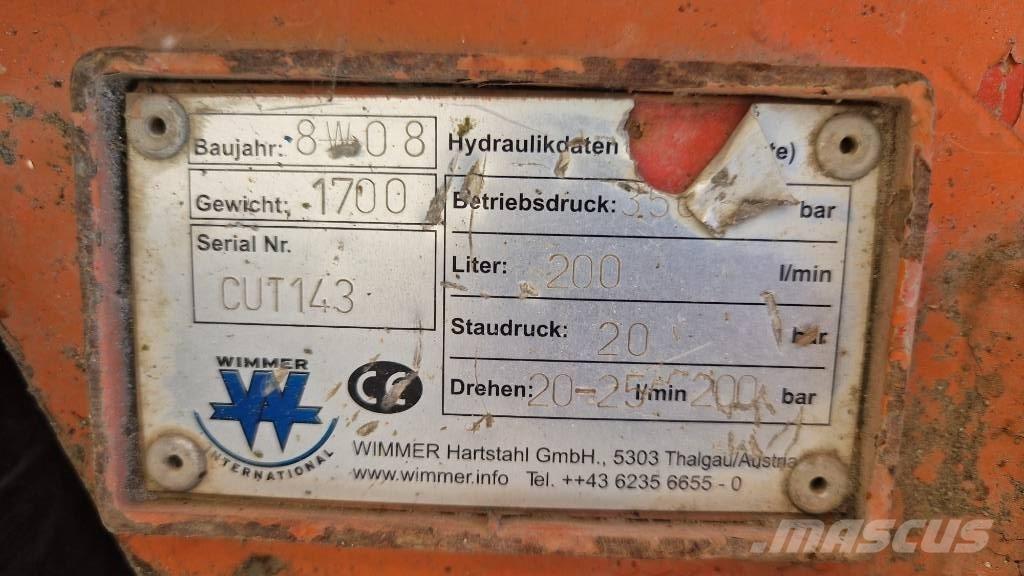 Baujahr: 8W08
Gewicht: 1700
Serial Nr.
CUT143
WIMMER
INTERNATIONAL
CE
Hydraulikdaten
Betriebsdruck: bar
Liter: 200 l/min
Staudruck: 20 bar
Drehen: 20-25 l/min 200 bar
WIMMER Hartstahl GmbH., 5303 Thalgau/Austria
www.wimmer.info Tel. ++43 6235 6655 - 0
MASCUS